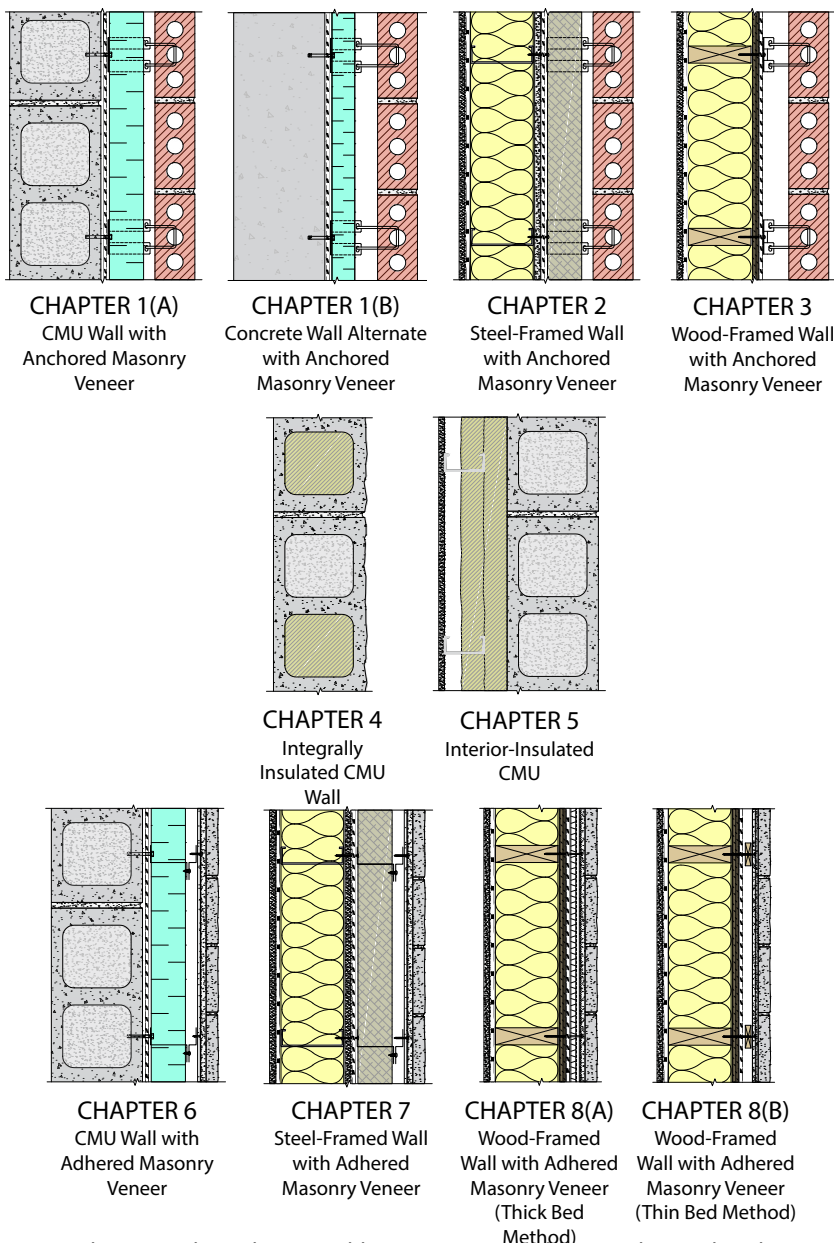 CHAPTER 1(A)
CMU Wall with
Anchored Masonry
Veneer
CHAPTER 1(B)
Concrete Wall Alternate
with Anchored
Masonry Veneer
CHAPTER 2
Steel-Framed Wall
with Anchored
Masonry Veneer
CHAPTER 3
Wood-Framed Wall
with Anchored
Masonry Veneer
CHAPTER 4
Integrally
Insulated CMU
Wall
CHAPTER 5
Interior-Insulated
CMU
CHAPTER 6
CMU Wall with
Adhered Masonry
Veneer
CHAPTER 7
Steel-Framed Wall
with Adhered
Masonry Veneer
CHAPTER 8(A)
Wood-Framed
Wall with Adhered
Masonry Veneer
(Thick Bed
Method)
CHAPTER 8(B)
Wood-Framed
Wall with Adhered
Masonry Veneer
(Thin Bed Method)